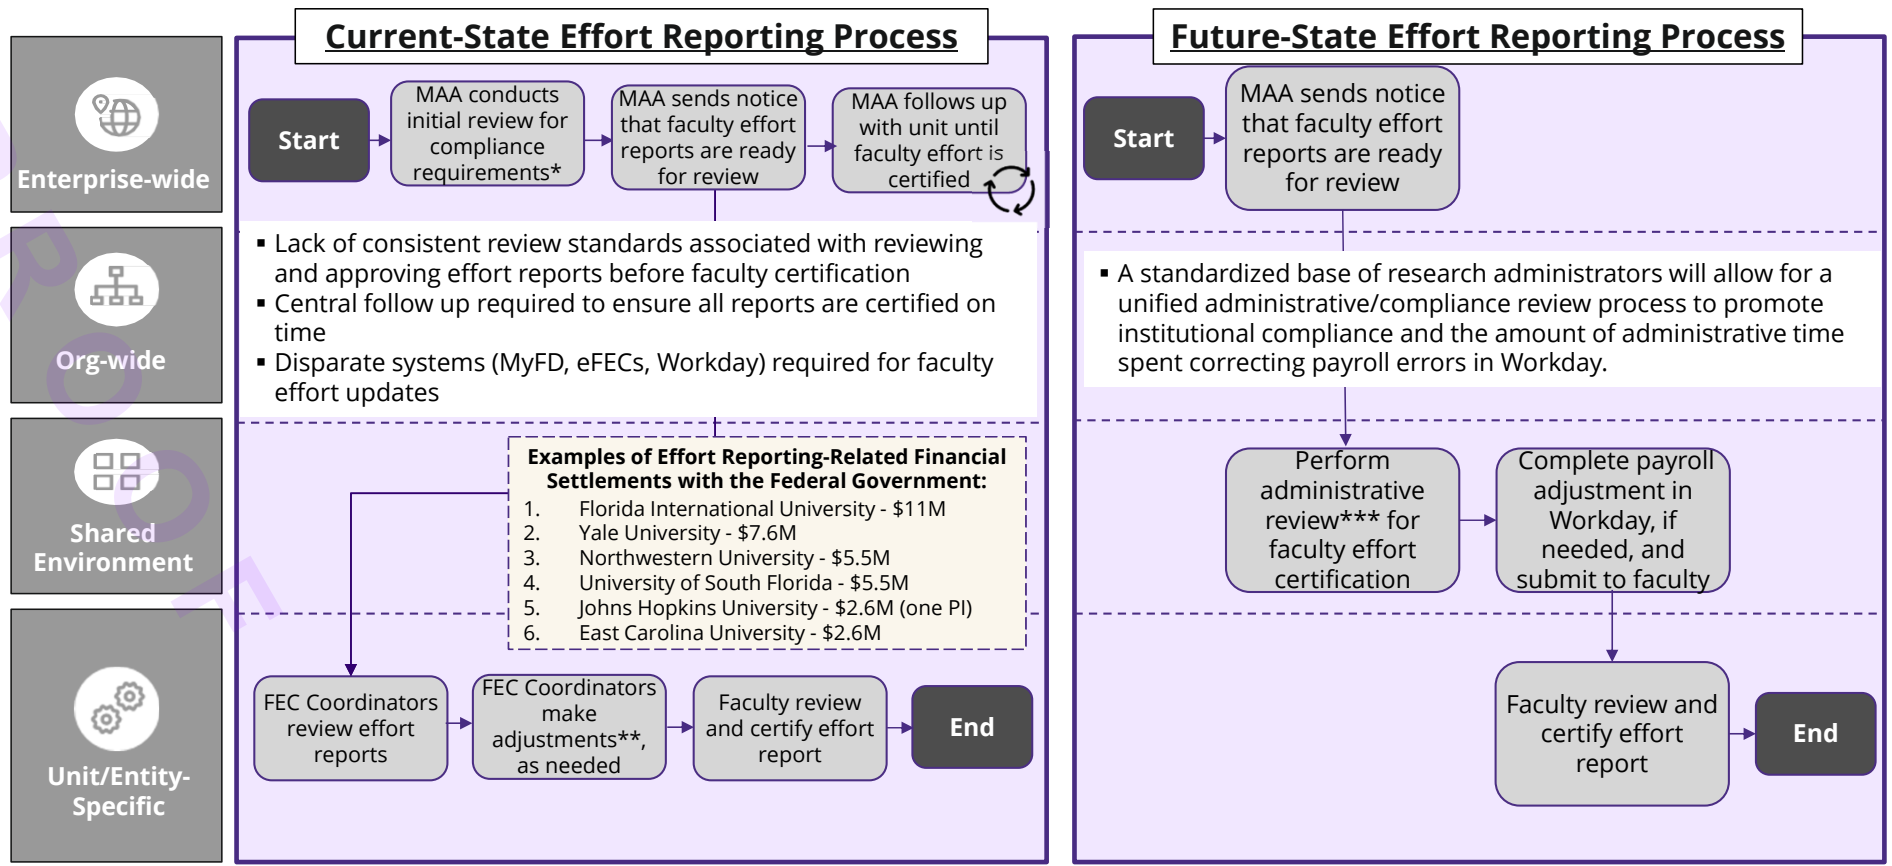 Current-State Effort Reporting Process
Future-State Effort Reporting Process
Enterprise-wide
Org-wide
Shared
Environment
Unit/Entity-
Specific
Start
MAA conducts
initial review for
compliance
requirements*
MAA sends notice
that faculty effort
reports are ready
for review
MAA follows up
with unit until
faculty effort is
certified
▪ Lack of consistent review standards associated with reviewing
and approving effort reports before faculty certification
▪ Central follow up required to ensure all reports are certified on
time
▪ Disparate systems (MyFD, eFECs, Workday) required for faculty
effort updates
Examples of Effort Reporting-Related Financial
Settlements with the Federal Government:
1. Florida International University - $11M
2. Yale University - $7.6M
3. Northwestern University - $5.5M
4. University of South Florida - $5.5M
5. Johns Hopkins University - $2.6M (one PI)
6. East Carolina University - $2.6M
FEC Coordinators
review effort
reports
FEC Coordinators
make
adjustments**,
as needed
Faculty review
and certify effort
report
End
Start
MAA sends notice
that faculty effort
reports are ready
for review
▪ A standardized base of research administrators will allow for a
unified administrative/compliance review process to promote
institutional compliance and the amount of administrative time
spent correcting payroll errors in Workday.
Perform
administrative
review*** for
faculty effort
certification
Complete payroll
adjustment in
Workday, if
needed, and
submit to faculty
Faculty review and
certify effort
report
End